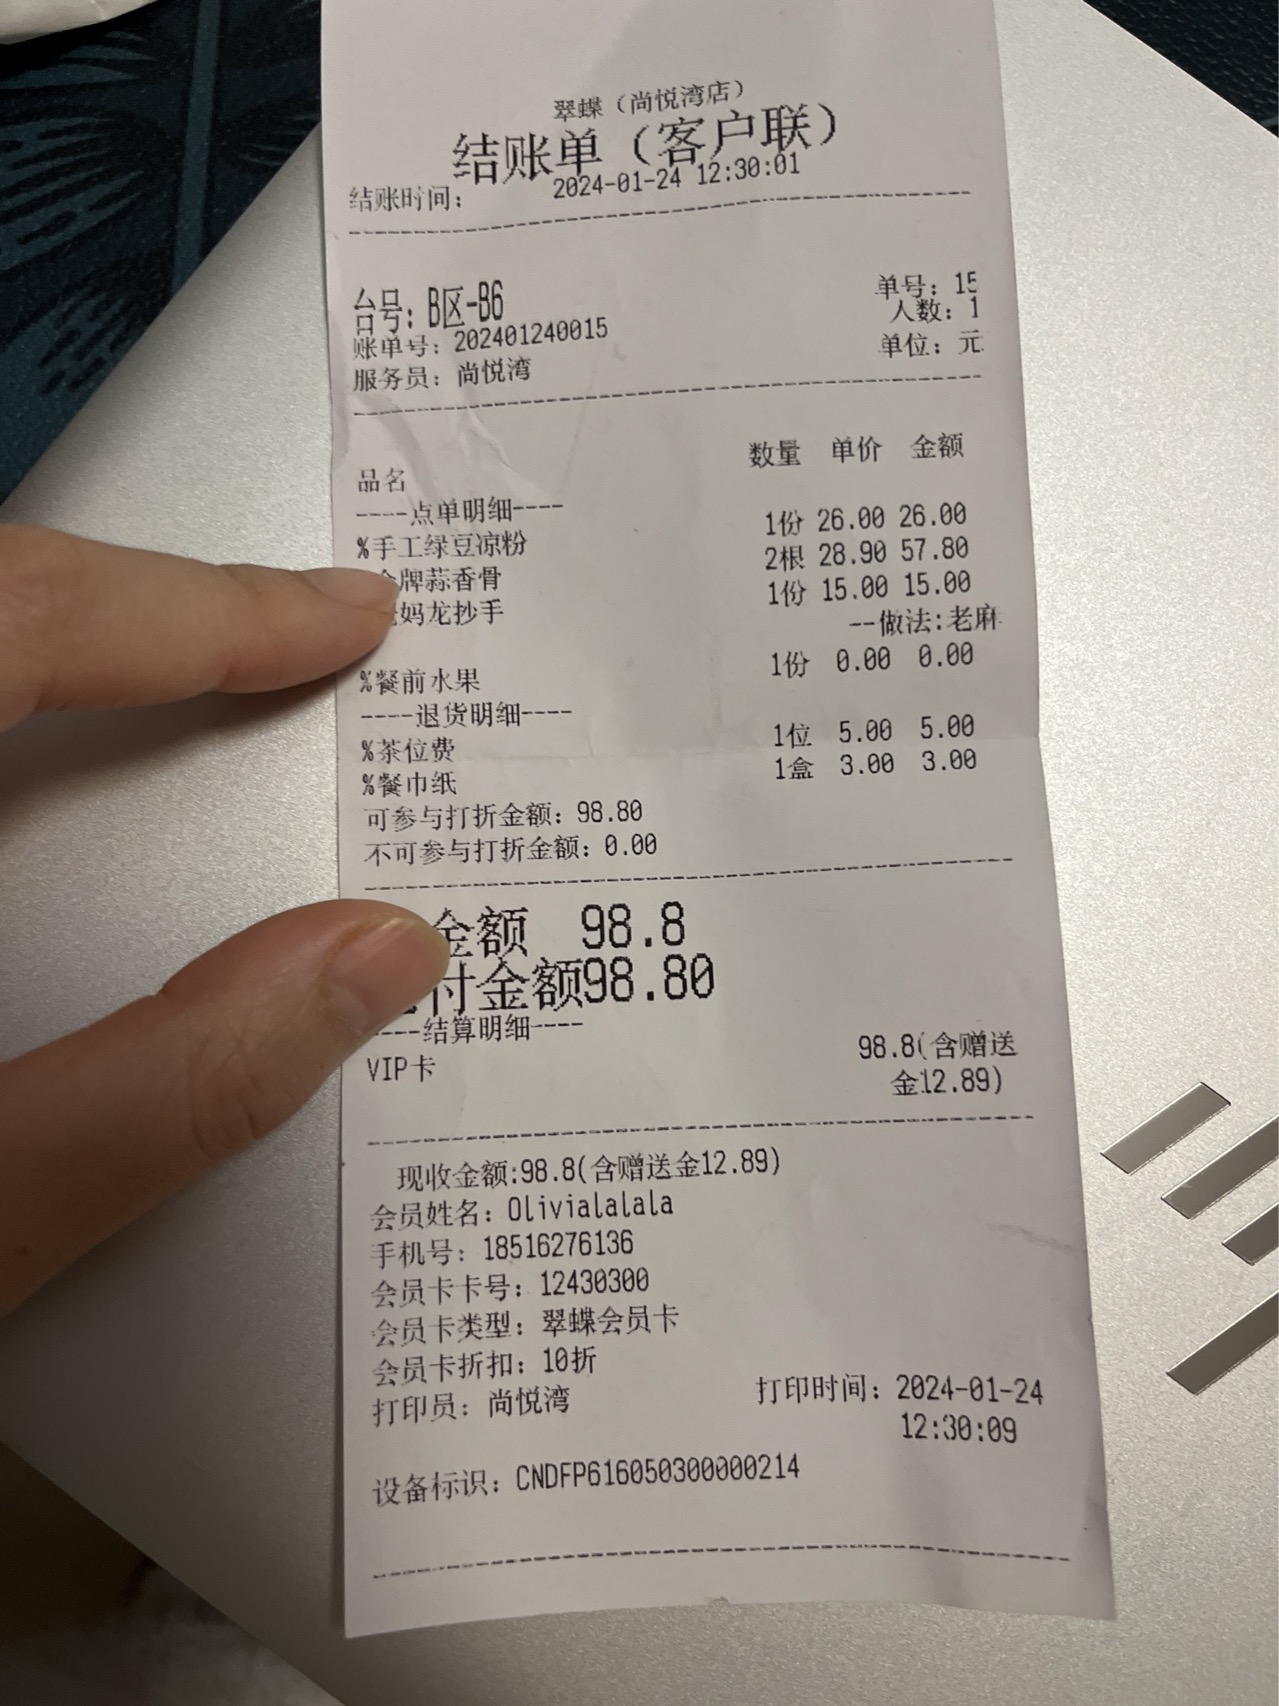 翠蝶（尚悦湾店）
结账单（客户联）
结账时间： 2024-01-24 12:30:01
台号：B区-B6 单号：15
账单号：202401240015 人数：1
服务员：尚悦湾 单位：元
品名 数量 单价 金额
----点单明细----
%手工绿豆凉粉 1份 26.00 26.00
牌蒜香骨 2根 28.90 57.80
妈龙抄手 1份 15.00 15.00
--做法:老麻
%餐前水果 1份 0.00 0.00
----退货明细----
%茶位费 1位 5.00 5.00
%餐巾纸 1盒 3.00 3.00
可参与打折金额：98.80
不可参与打折金额：0.00
金额 98.8
付金额98.80
----结算明细----
VIP卡 98.8(含赠送
金12.89)
现收金额:98.8(含赠送金12.89)
会员姓名：Olivialalala
手机号：18516276136
会员卡卡号：12430300
会员卡类型：翠蝶会员卡
会员卡折扣：10折
打印员：尚悦湾 打印时间：2024-01-24
12:30:09
设备标识：CNDFP616050300000214